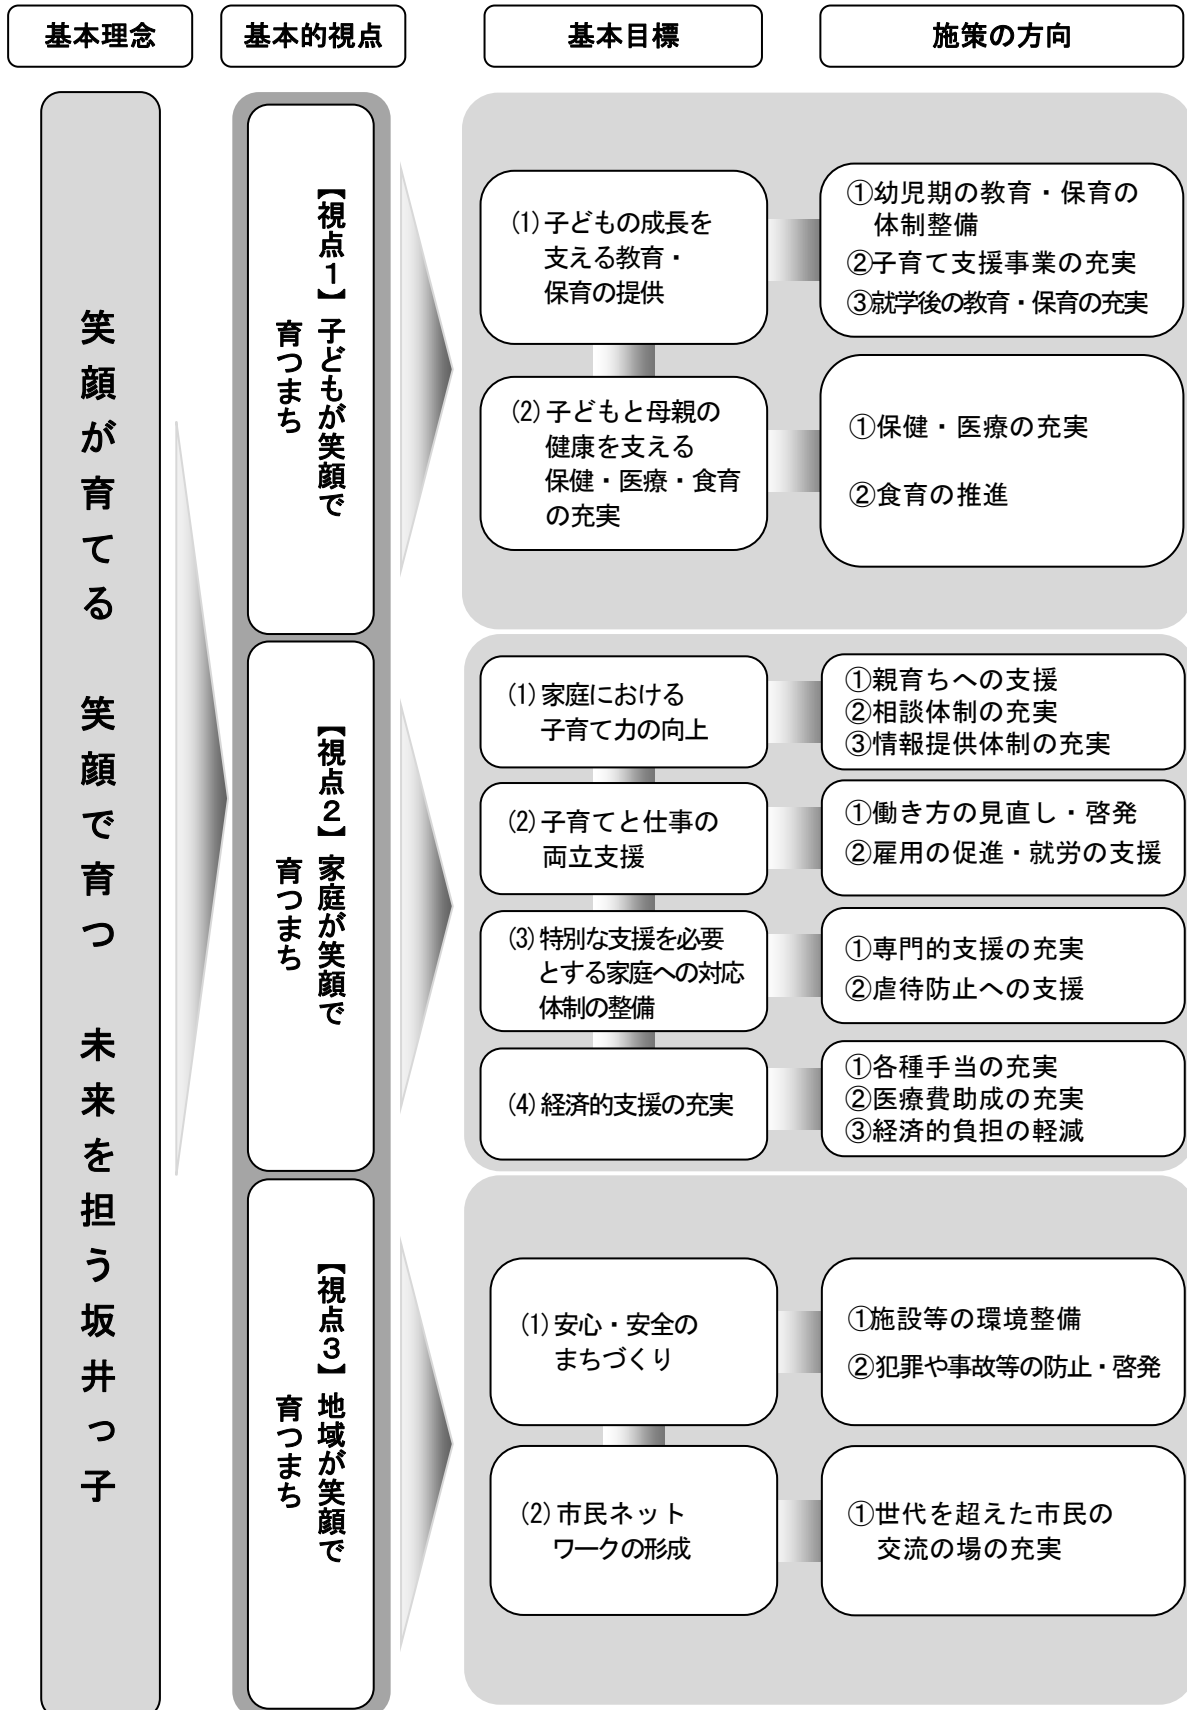 基本理念
基本的視点
基本目標
施策の方向
笑顔が育てる　笑顔で育つ　未来を担う坂井っ子
【視点１】子どもが笑顔で
育つまち
(1)子どもの成長を
支える教育・
保育の提供
①幼児期の教育・保育の
体制整備
②子育て支援事業の充実
③就学後の教育・保育の充実
(2)子どもと母親の
健康を支える
保健・医療・食育
の充実
①保健・医療の充実
②食育の推進
【視点２】家庭が笑顔で
育つまち
(1)家庭における
子育て力の向上
①親育ちへの支援
②相談体制の充実
③情報提供体制の充実
(2)子育てと仕事の
両立支援
①働き方の見直し・啓発
②雇用の促進・就労の支援
(3)特別な支援を必要
とする家庭への対応
体制の整備
①専門的支援の充実
②虐待防止への支援
(4)経済的支援の充実
①各種手当の充実
②医療費助成の充実
③経済的負担の軽減
【視点３】地域が笑顔で
育つまち
(1)安心・安全の
まちづくり
①施設等の環境整備
②犯罪や事故等の防止・啓発
(2)市民ネット
ワークの形成
①世代を超えた市民の
交流の場の充実